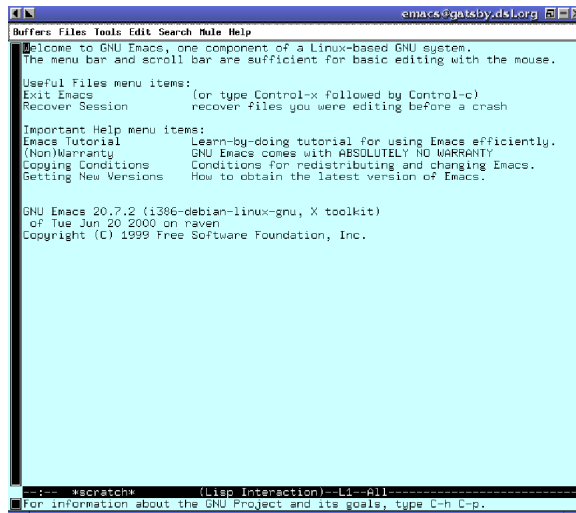 emacs@gatsby.dsl.org
Buffers Files Tools Edit Search Mule Help
Welcome to GNU Emacs, one component of a Linux-based GNU system.
The menu bar and scroll bar are sufficient for basic editing with the mouse.
Useful Files menu items:
Exit Emacs (or type Control-x followed by Control-c)
Recover Session recover files you were editing before a crash
Important Help menu items:
Emacs Tutorial Learn-by-doing tutorial for using Emacs efficiently.
(Non)Warranty GNU Emacs comes with ABSOLUTELY NO WARRANTY
Copying Conditions Conditions for redistributing and changing Emacs.
Getting New Versions How to obtain the latest version of Emacs.
GNU Emacs 20.7.2 (i386-debian-linux-gnu, X toolkit)
of Tue Jun 20 2000 on raven
Copyright (C) 1999 Free Software Foundation, Inc.
--:-- *scratch* (Lisp Interaction)--L1--All------------------------
For information about the GNU Project and its goals, type C-h C-p.